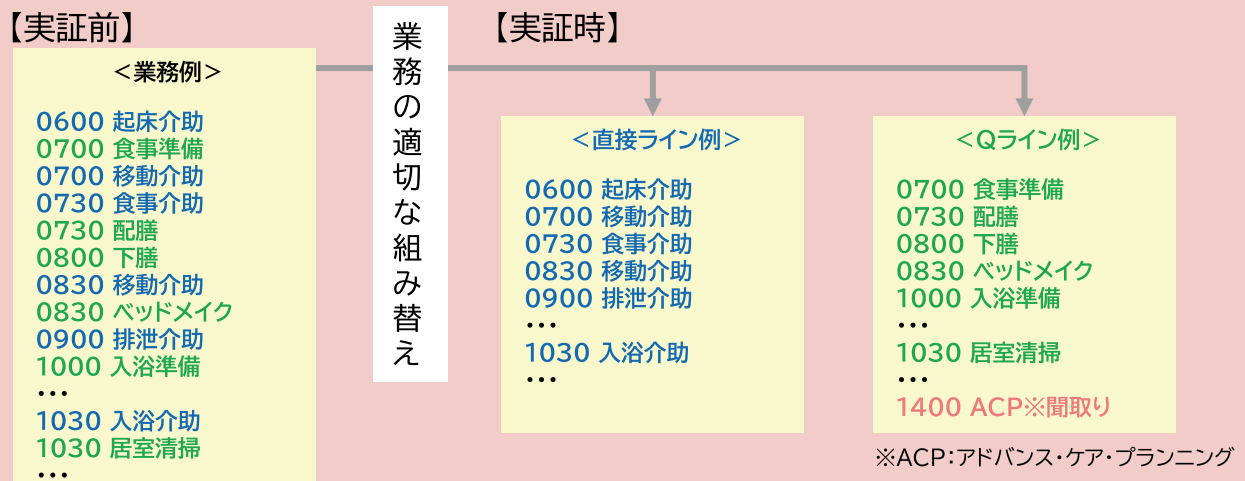 【実証前】
＜業務例＞
0600 起床介助
0700 食事準備
0700 移動介助
0730 食事介助
0730 配膳
0800 下膳
0830 移動介助
0830 ベッドメイク
0900 排泄介助
1000 入浴準備
•••
1030 入浴介助
1030 居室清掃
•••
業務の適切な組み替え
【実証時】
＜直接ライン例＞
0600 起床介助
0700 移動介助
0730 食事介助
0830 移動介助
0900 排泄介助
•••
1030 入浴介助
•••
＜Qライン例＞
0700 食事準備
0730 配膳
0800 下膳
0830 ベッドメイク
1000 入浴準備
•••
1030 居室清掃
•••
1400 ACP※聞取り
※ACP：アドバンス・ケア・プランニング